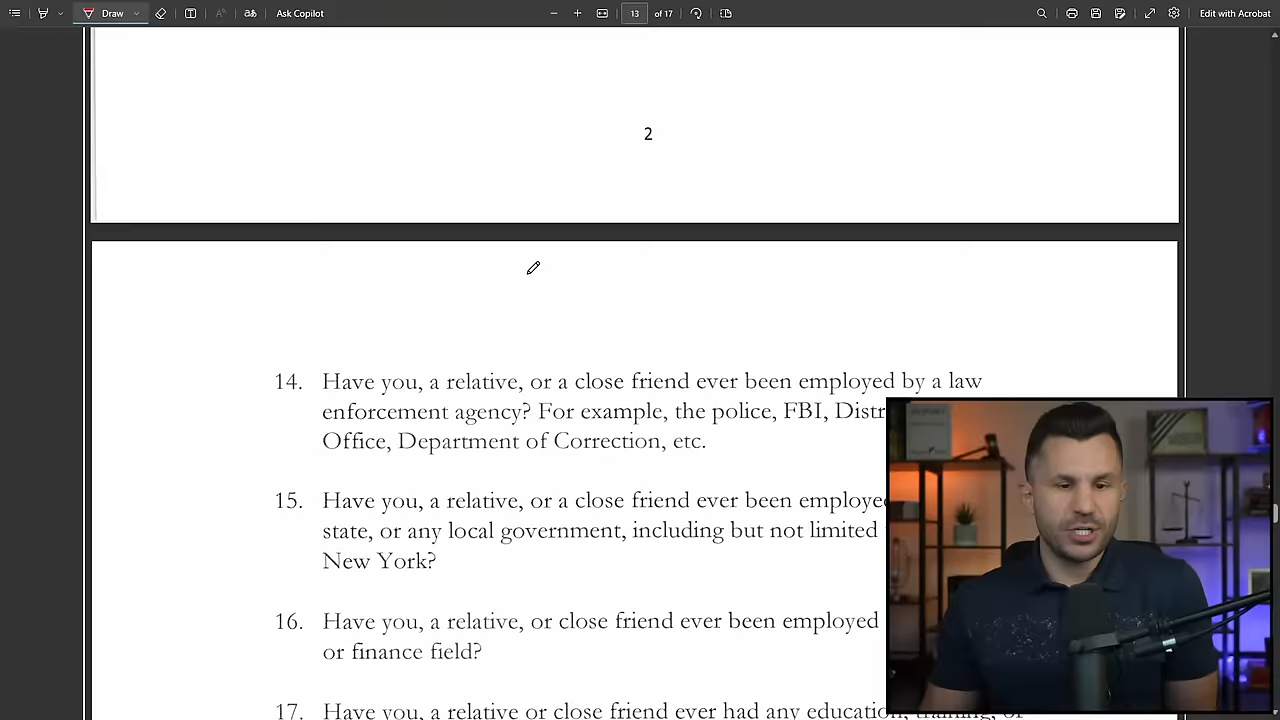 Draw
Ask Copilot
13 of 17
Edit with Acrobat
2
14. Have you, a relative, or a close friend ever been employed by a law
enforcement agency? For example, the police, FBI,
Office, Department of Correction, etc.
15. Have you, a relative, or a close friend ever been
state, or any local government, including but not limited
New York?
16. Have you, a relative, or close friend ever been employed
or finance field?
17. Have you, a relative or close friend ever had any education, training, or